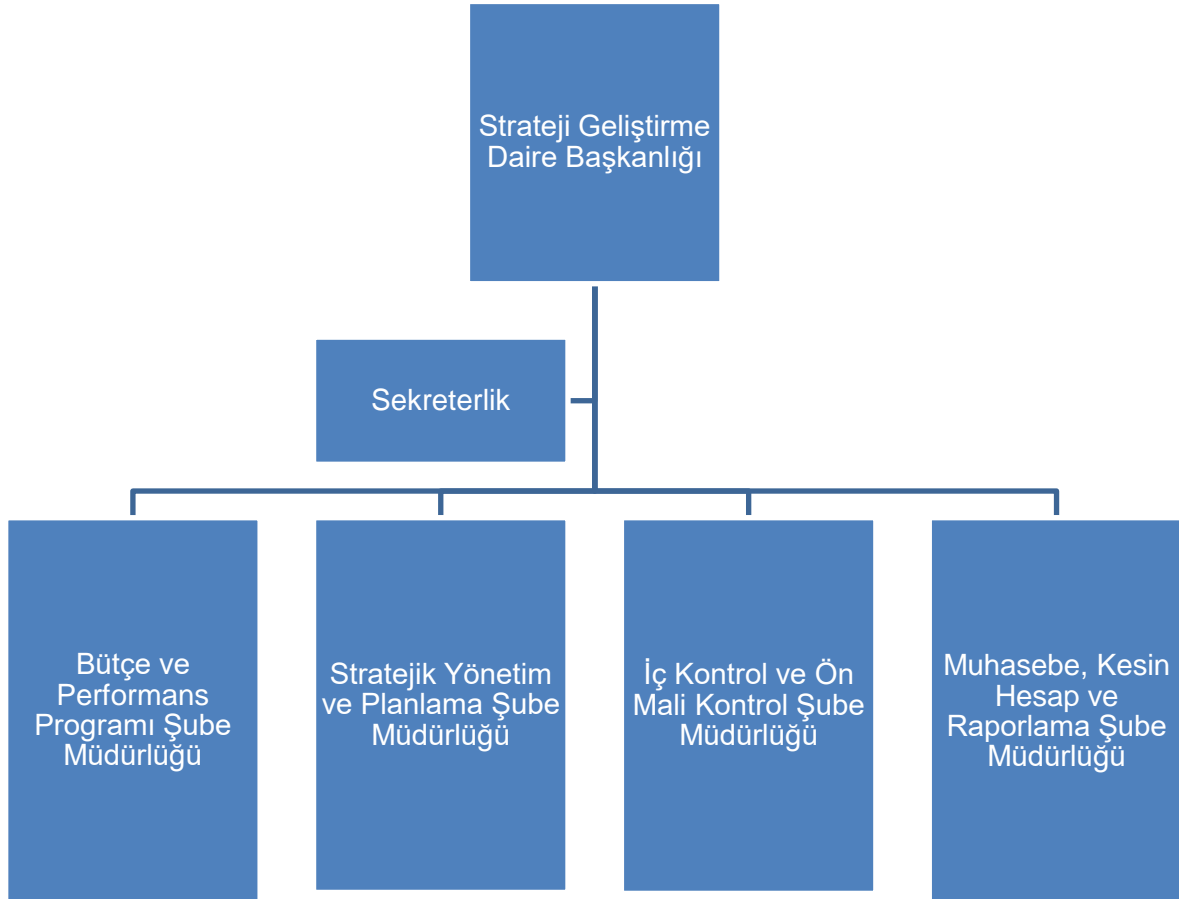 Strateji Geliştirme
Daire Başkanlığı
Sekreterlik
Bütçe ve
Performans
Programı Şube
Müdürlüğü
Stratejik Yönetim
ve Planlama Şube
Müdürlüğü
İç Kontrol ve Ön
Mali Kontrol Şube
Müdürlüğü
Muhasebe, Kesin
Hesap ve
Raporlama Şube
Müdürlüğü